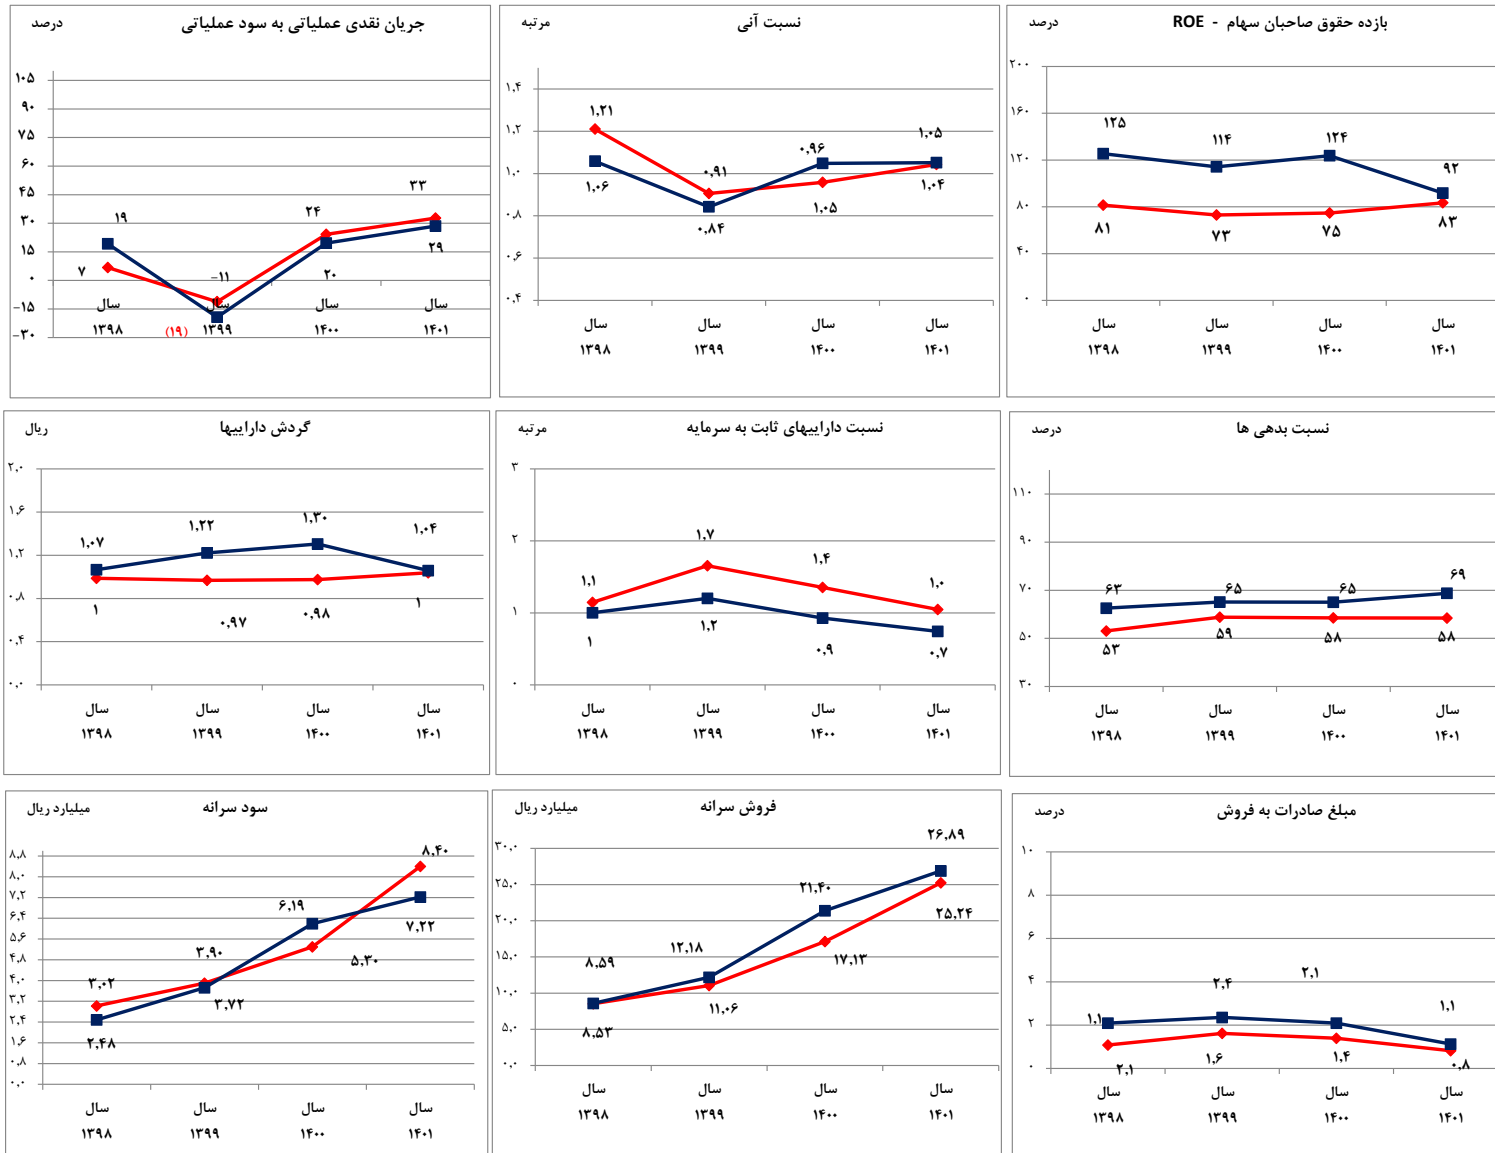 بازده حقوق صاحبان سهام - ROE
درصد
۲۰۰
۱۶۰
۱۲۰
۸۰
۴۰
۰
۱۲۵
۱۱۴
۱۲۴
۹۲
۸۱
۷۳
۷۵
۸۳
سال ۱۳۹۸
سال ۱۳۹۹
سال ۱۴۰۰
سال ۱۴۰۱
نسبت آنی
مرتبه
۱,۴
۱,۲
۱,۰
۰,۸
۰,۶
۰,۴
۱,۲۱
۰,۹۱
۰,۹۶
۱,۰۵
۱,۰۶
۰,۸۴
۱,۰۵
۱,۰۴
سال ۱۳۹۸
سال ۱۳۹۹
سال ۱۴۰۰
سال ۱۴۰۱
جریان نقدی عملیاتی به سود عملیاتی
درصد
۱۰۵
۹۰
۷۵
۶۰
۴۵
۳۰
۱۵
۰
-۱۵
-۳۰
۱۹
-۱۱
۲۴
۳۳
۷
(۱۹)
۲۰
۲۹
سال ۱۳۹۸
سال ۱۳۹۹
سال ۱۴۰۰
سال ۱۴۰۱
نسبت بدهی ها
درصد
۱۱۰
۹۰
۷۰
۵۰
۳۰
۶۳
۶۵
۶۵
۶۹
۵۳
۵۹
۵۸
۵۸
سال ۱۳۹۸
سال ۱۳۹۹
سال ۱۴۰۰
سال ۱۴۰۱
نسبت داراییهای ثابت به سرمایه
مرتبه
۳
۲
۱
۰
۱,۱
۱,۷
۱,۴
۱,۰
۱
۱,۲
۰,۹
۰,۷
سال ۱۳۹۸
سال ۱۳۹۹
سال ۱۴۰۰
سال ۱۴۰۱
گردش داراییها
ریال
۲,۰
۱,۶
۱,۲
۰,۸
۰,۴
۰,۰
۱,۰۷
۱,۲۲
۱,۳۰
۱,۰۴
۱
۰,۹۷
۰,۹۸
۱
سال ۱۳۹۸
سال ۱۳۹۹
سال ۱۴۰۰
سال ۱۴۰۱
مبلغ صادرات به فروش
درصد
۱۰
۸
۶
۴
۲
۰
۱,۱
۲,۴
۲,۱
۱,۱
۲,۱
۱,۶
۱,۴
۰,۸
سال ۱۳۹۸
سال ۱۳۹۹
سال ۱۴۰۰
سال ۱۴۰۱
فروش سرانه
میلیارد ریال
۳۰,۰
۲۵,۰
۲۰,۰
۱۵,۰
۱۰,۰
۵,۰
۰,۰
۸,۵۹
۱۲,۱۸
۲۱,۴۰
۲۶,۸۹
۸,۵۳
۱۱,۰۶
۱۷,۱۳
۲۵,۲۴
سال ۱۳۹۸
سال ۱۳۹۹
سال ۱۴۰۰
سال ۱۴۰۱
سود سرانه
میلیارد ریال
۸,۸
۸,۰
۷,۲
۶,۴
۵,۶
۴,۸
۴,۰
۳,۲
۲,۴
۱,۶
۰,۸
۰,۰
۳,۰۲
۳,۹۰
۶,۱۹
۸,۴۰
۲,۴۸
۳,۷۲
۵,۳۰
۷,۲۲
سال ۱۳۹۸
سال ۱۳۹۹
سال ۱۴۰۰
سال ۱۴۰۱